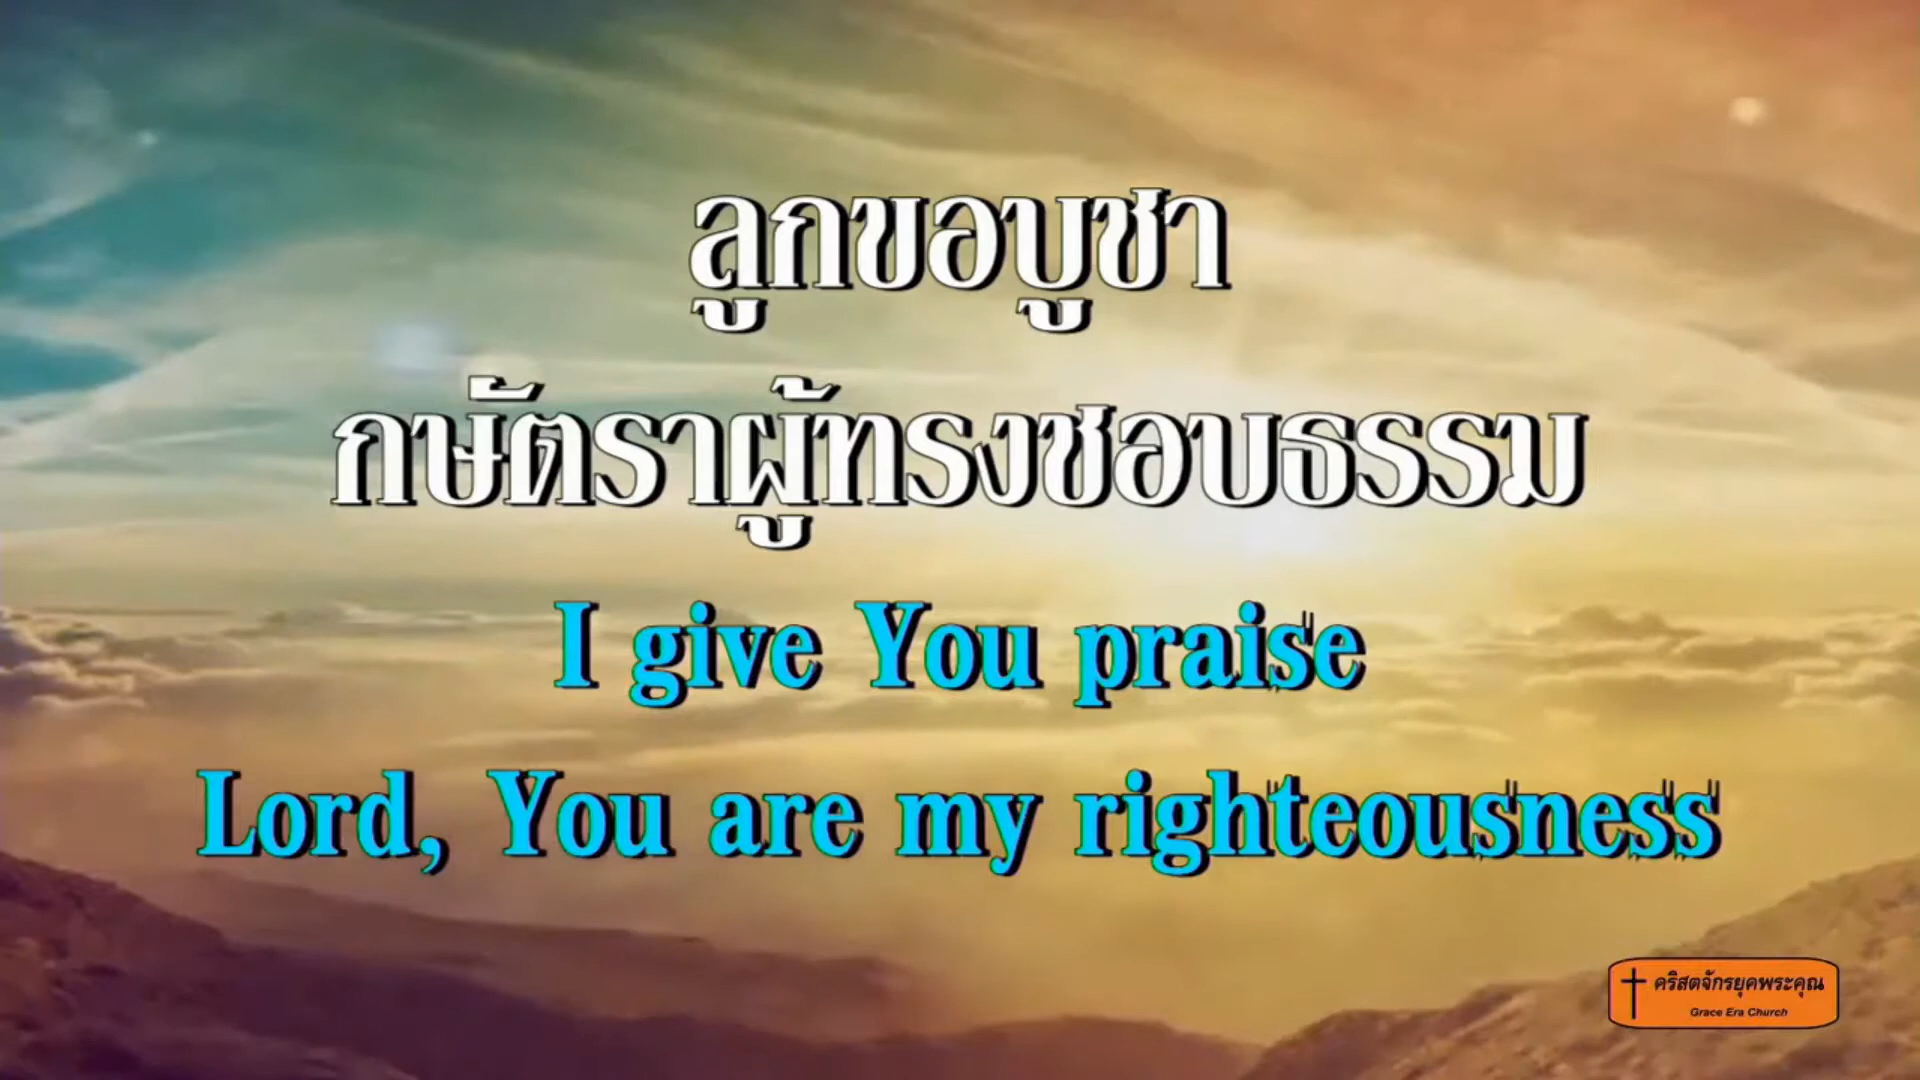 ลูกขอบูชา
กษัตราผู้ทรงชอบธรรม
I give You praise
Lord, You are my righteousness
คริสตจักรยุคพระคุณ
Grace Era Church